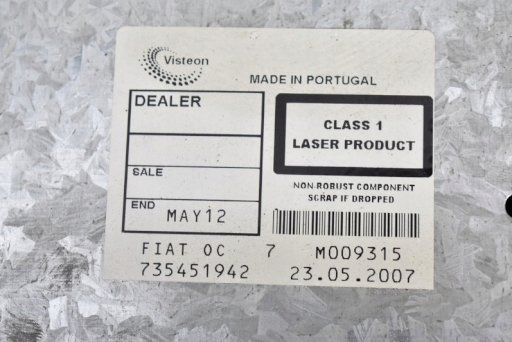 Visteon
MADE IN PORTUGAL
DEALER
CLASS 1
LASER PRODUCT
SALE
NON-ROBUST COMPONENT
SCRAP IF DROPPED
END MAY12
FIAT OC 7 M009315
735451942 23.05.2007